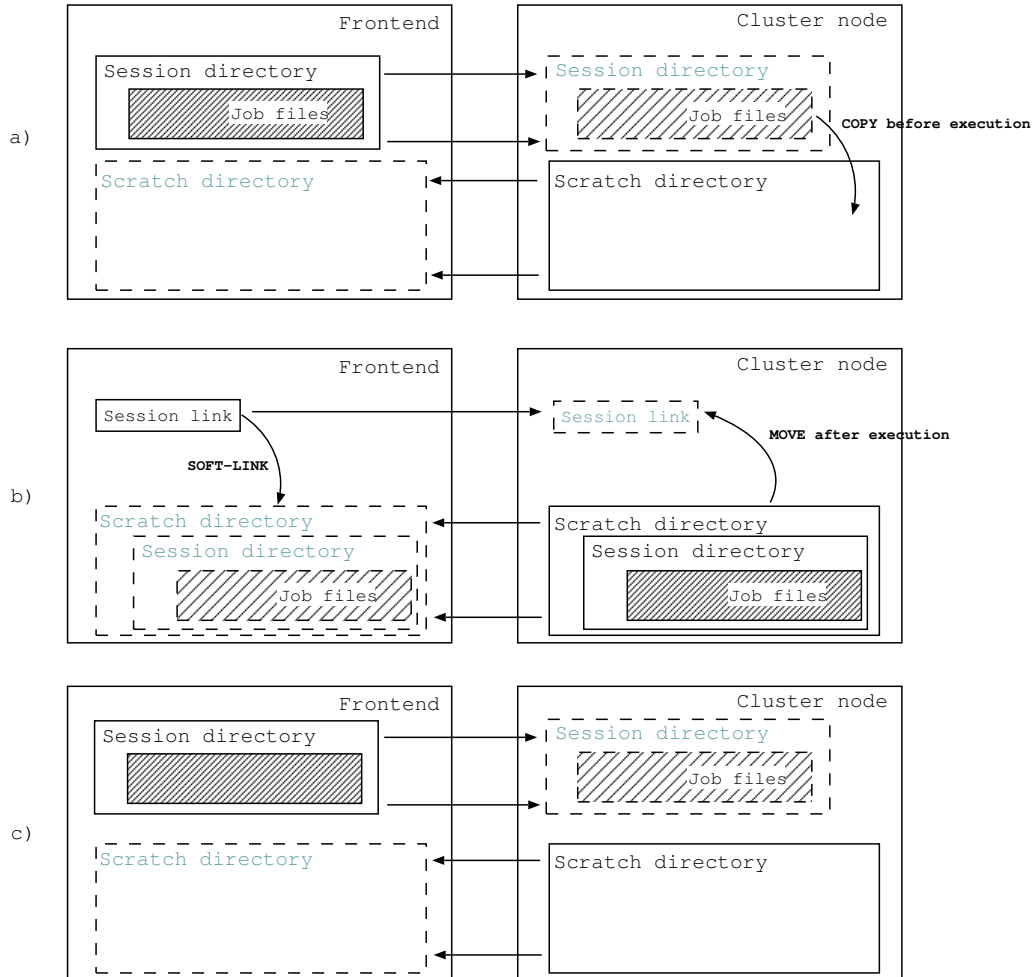 Frontend
Cluster node
a)
Session directory
Job files
Session directory
Job files
COPY before execution
Scratch directory
Scratch directory
b)
Frontend
Cluster node
Session link
SOFT-LINK
Session link
MOVE after execution
Scratch directory
Session directory
Job files
Scratch directory
Session directory
Job files
c)
Frontend
Cluster node
Session directory
Session directory
Job files
Scratch directory
Scratch directory